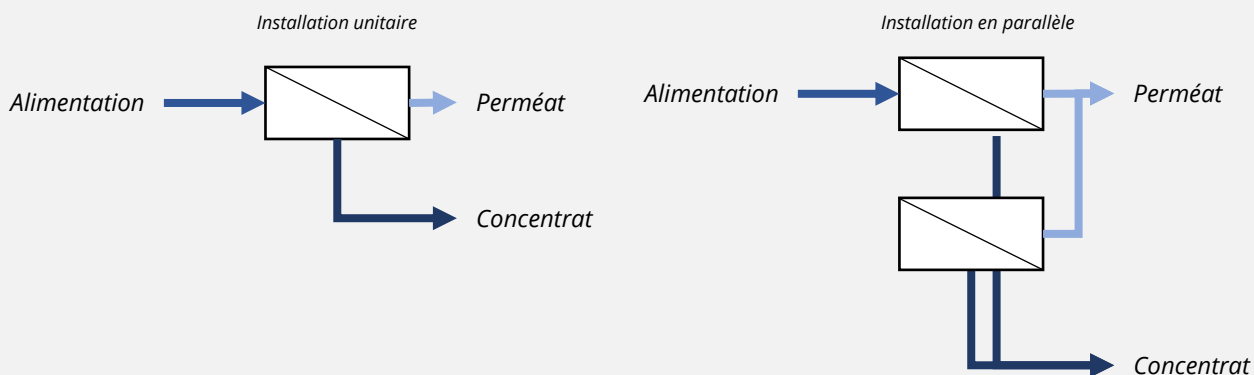 Installation unitaire
Alimentation
Perméat
Concentrat
Installation en parallèle
Alimentation
Perméat
Concentrat